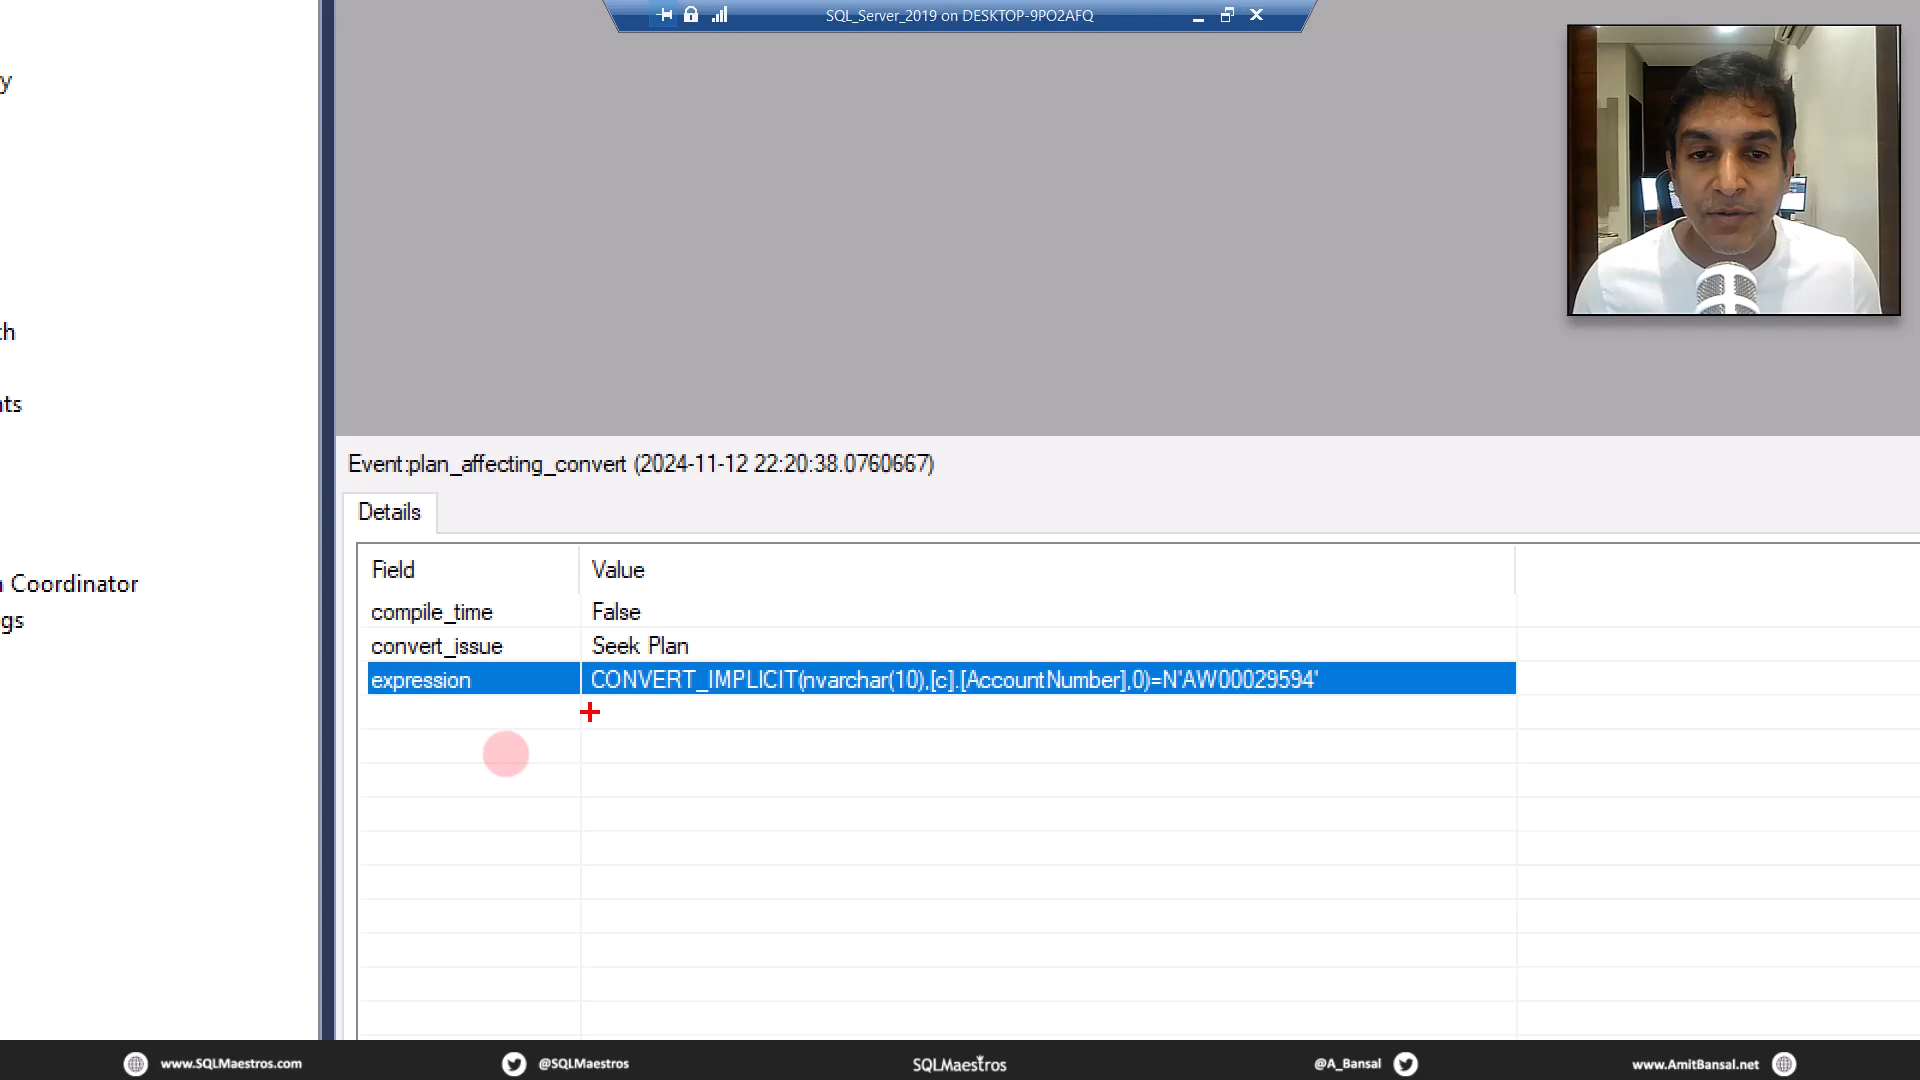 SQL_Server_2019 on DESKTOP-9PO2AFQ
y
th
nts
n Coordinator
gs
Event:plan_affecting_convert (2024-11-12 22:20:38.0760667)
Details
Field Value
compile_time False
convert_issue Seek Plan
expression CONVERT_IMPLICIT(nvarchar(10),[c].[AccountNumber],0)=N'AW00029594'
www.SQLMaestros.com @SQLMaestros SQLMaestros @A_Bansal www.AmitBansal.net